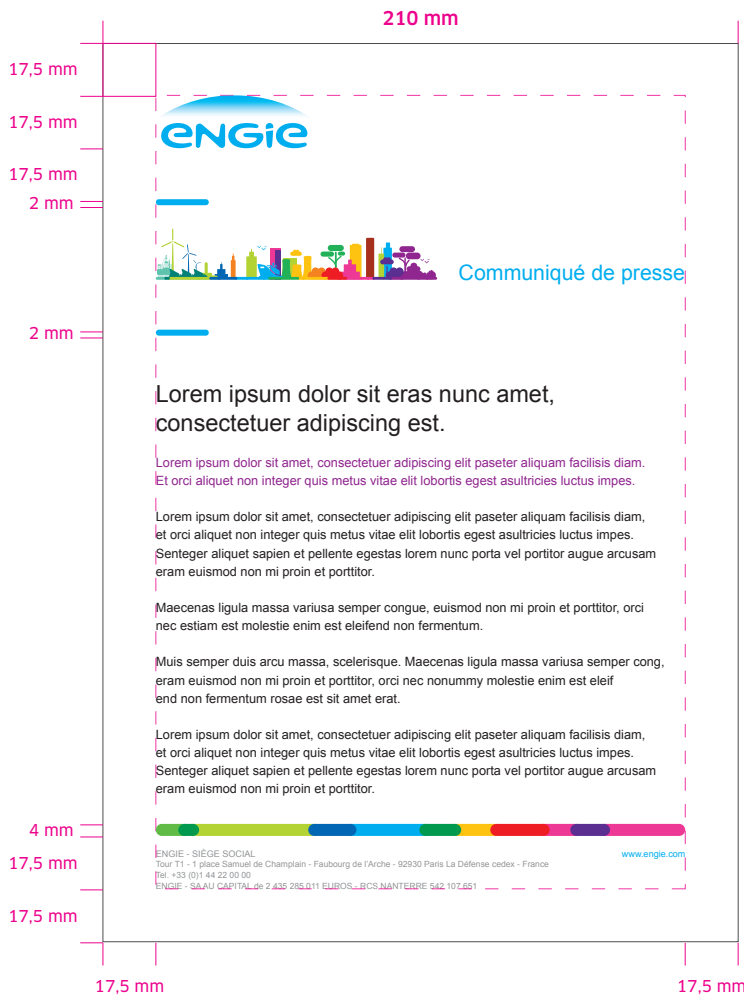 210 mm
17,5 mm
17,5 mm
ENGIE
17,5 mm
2 mm
Communiqué de presse
2 mm
Lorem ipsum dolor sit eras nunc amet,
consectetuer adipiscing est.
Lorem ipsum dolor sit amet, consectetuer adipiscing elit paseter aliquam facilisis diam.
Et orci aliquet non integer quis metus vitae elit lobortis egest asultricies luctus impes.
Lorem ipsum dolor sit amet, consectetuer adipiscing elit paseter aliquam facilisis diam,
et orci aliquet non integer quis metus vitae elit lobortis egest asultricies luctus impes.
Senteger aliquet sapien et pellente egestas lorem nunc porta vel portitor augue arcusam
eram euismod non mi proin et porttitor.
Maecenas ligula massa variusa semper congue, euismod non mi proin et porttitor, orci
nec estiam est molestie enim est eleifend non fermentum.
Muis semper duis arcu massa, scelerisque. Maecenas ligula massa variusa semper cong,
eram euismod non mi proin et porttitor, orci nec nonummy molestie enim est eleif
end non fermentum rosae est sit amet erat.
Lorem ipsum dolor sit amet, consectetuer adipiscing elit paseter aliquam facilisis diam,
et orci aliquet non integer quis metus vitae elit lobortis egest asultricies luctus impes.
Senteger aliquet sapien et pellente egestas lorem nunc porta vel portitor augue arcusam
eram euismod non mi proin et porttitor.
4 mm
ENGIE - SIÈGE SOCIAL
www.engie.com
Tour T1 - 1 place Samuel de Champlain - Faubourg de l'Arche - 92930 Paris La Défense cedex - France
17,5 mm
Tel. +33 (0)1 44 22 00 00
ENGIE - SA AU CAPITAL de 2 435 285 011 EUROS - RCS NANTERRE 542 107 651
17,5 mm
17,5 mm
17,5 mm